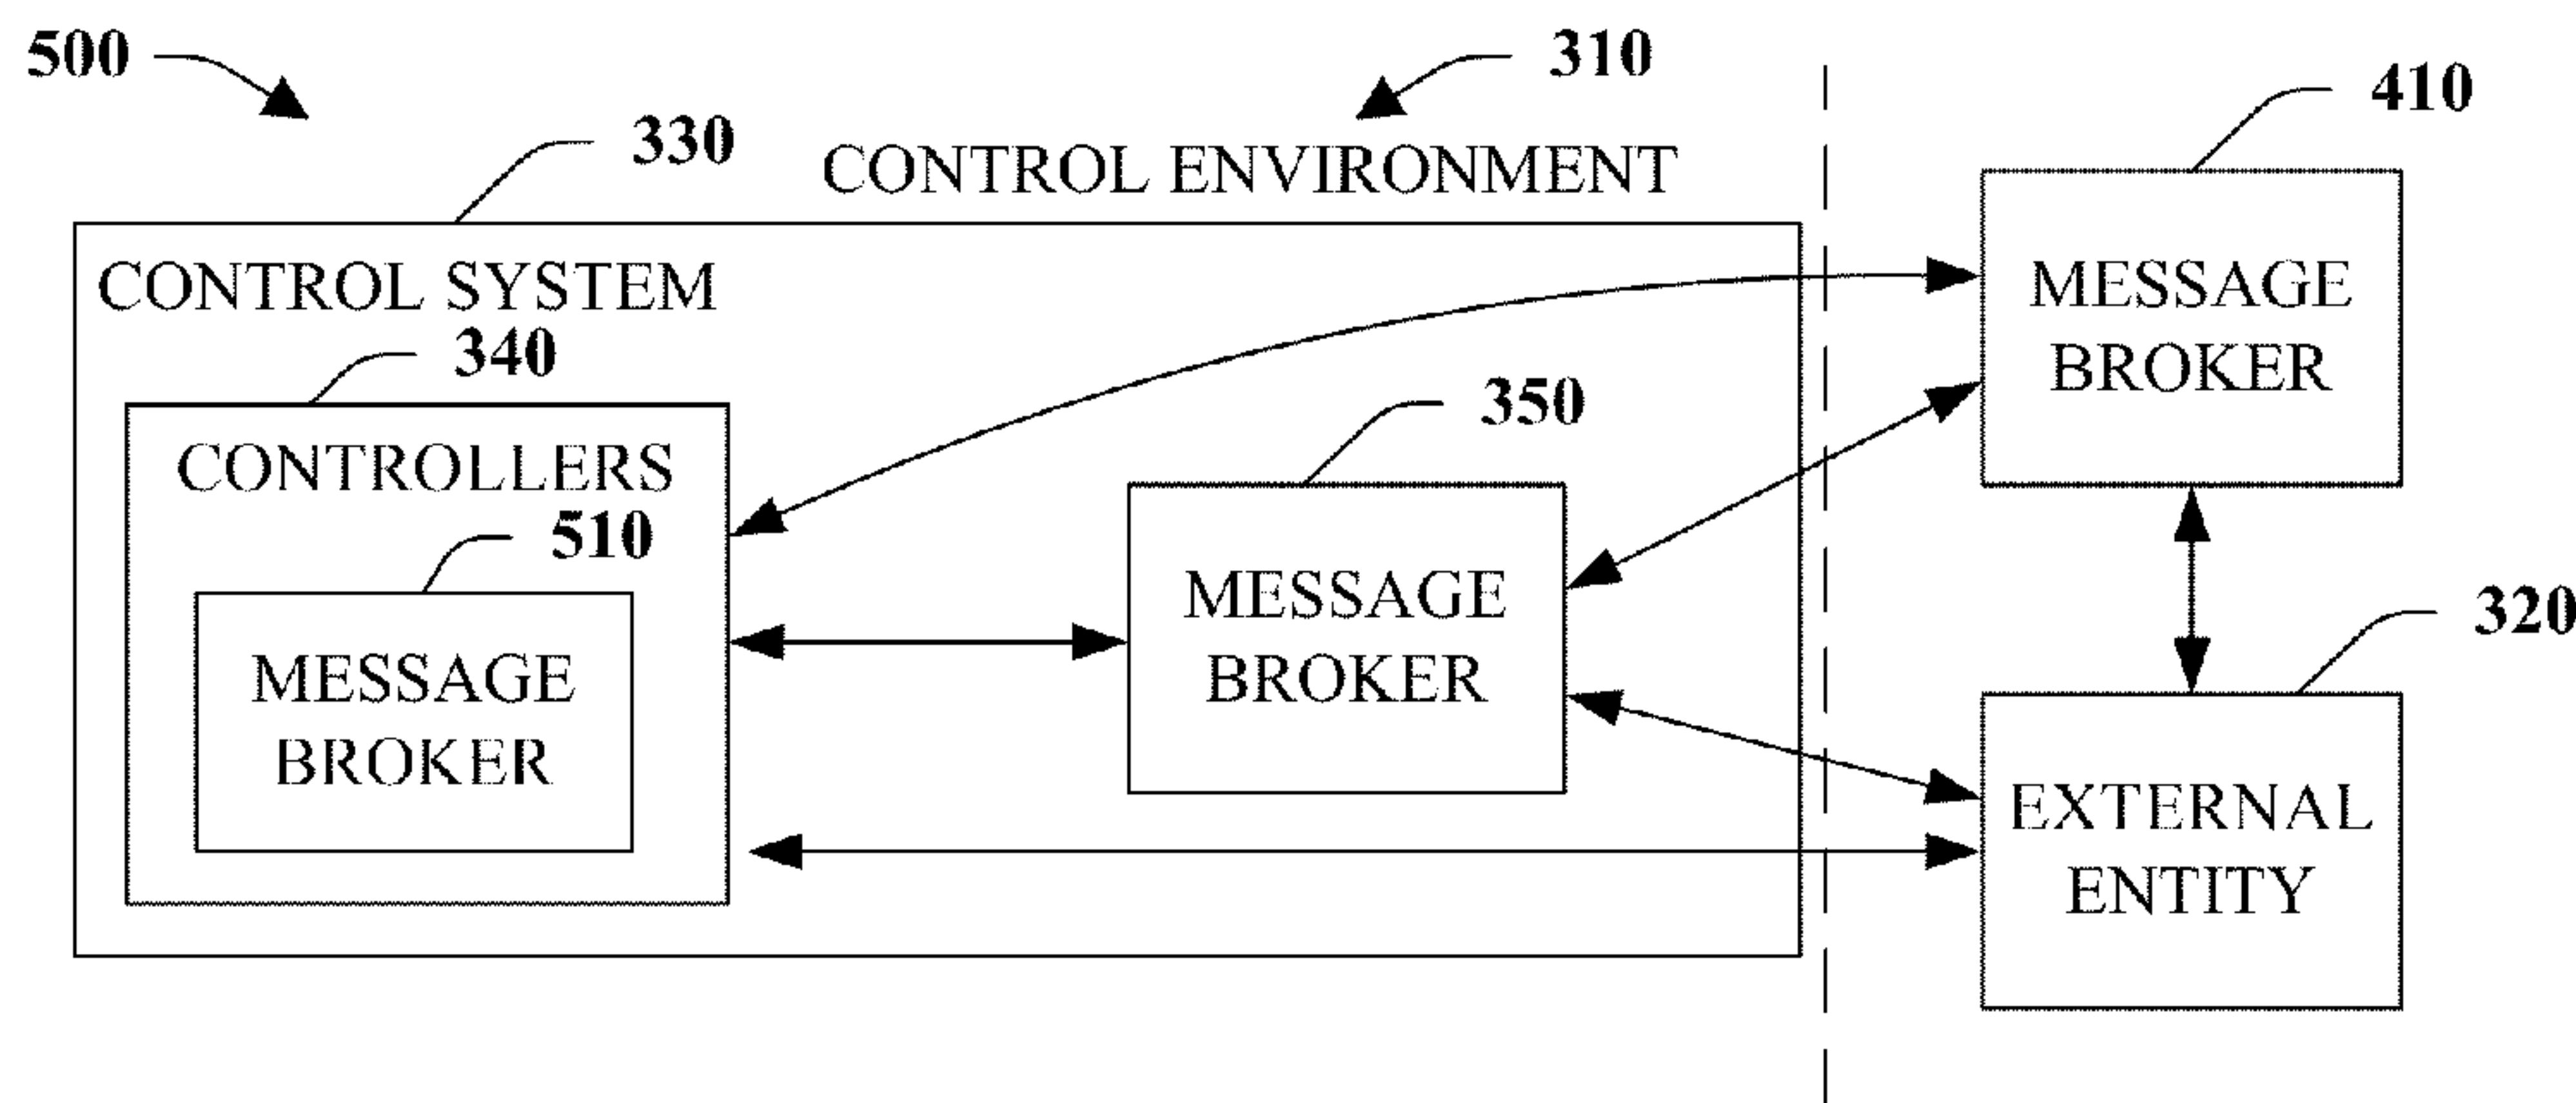 500
310
410
330
CONTROL ENVIRONMENT
CONTROL SYSTEM
MESSAGE
BROKER
340
350
CONTROLLERS
510
MESSAGE
BROKER
320
MESSAGE
BROKER
EXTERNAL
ENTITY